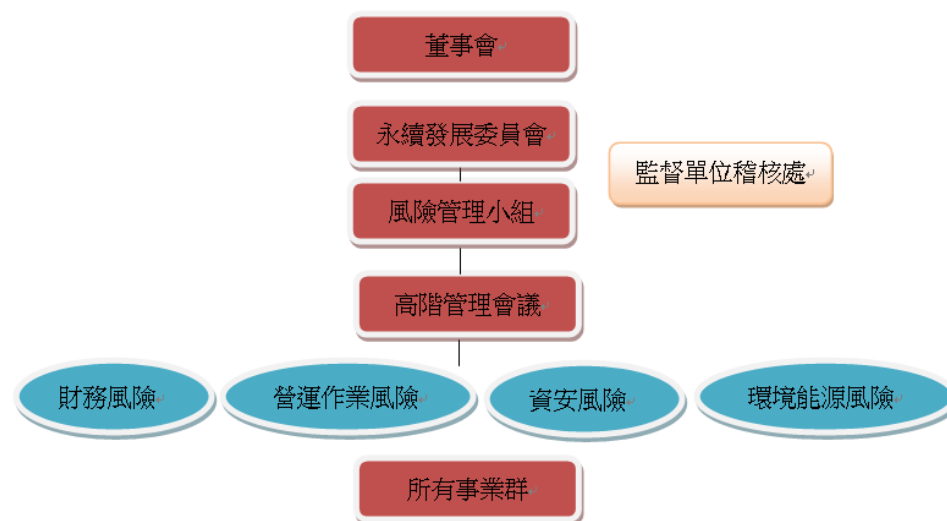 董事會
永續發展委員會
監督單位稽核處
風險管理小組
高階管理會議
財務風險
營運作業風險
資安風險
環境能源風險
所有事業群